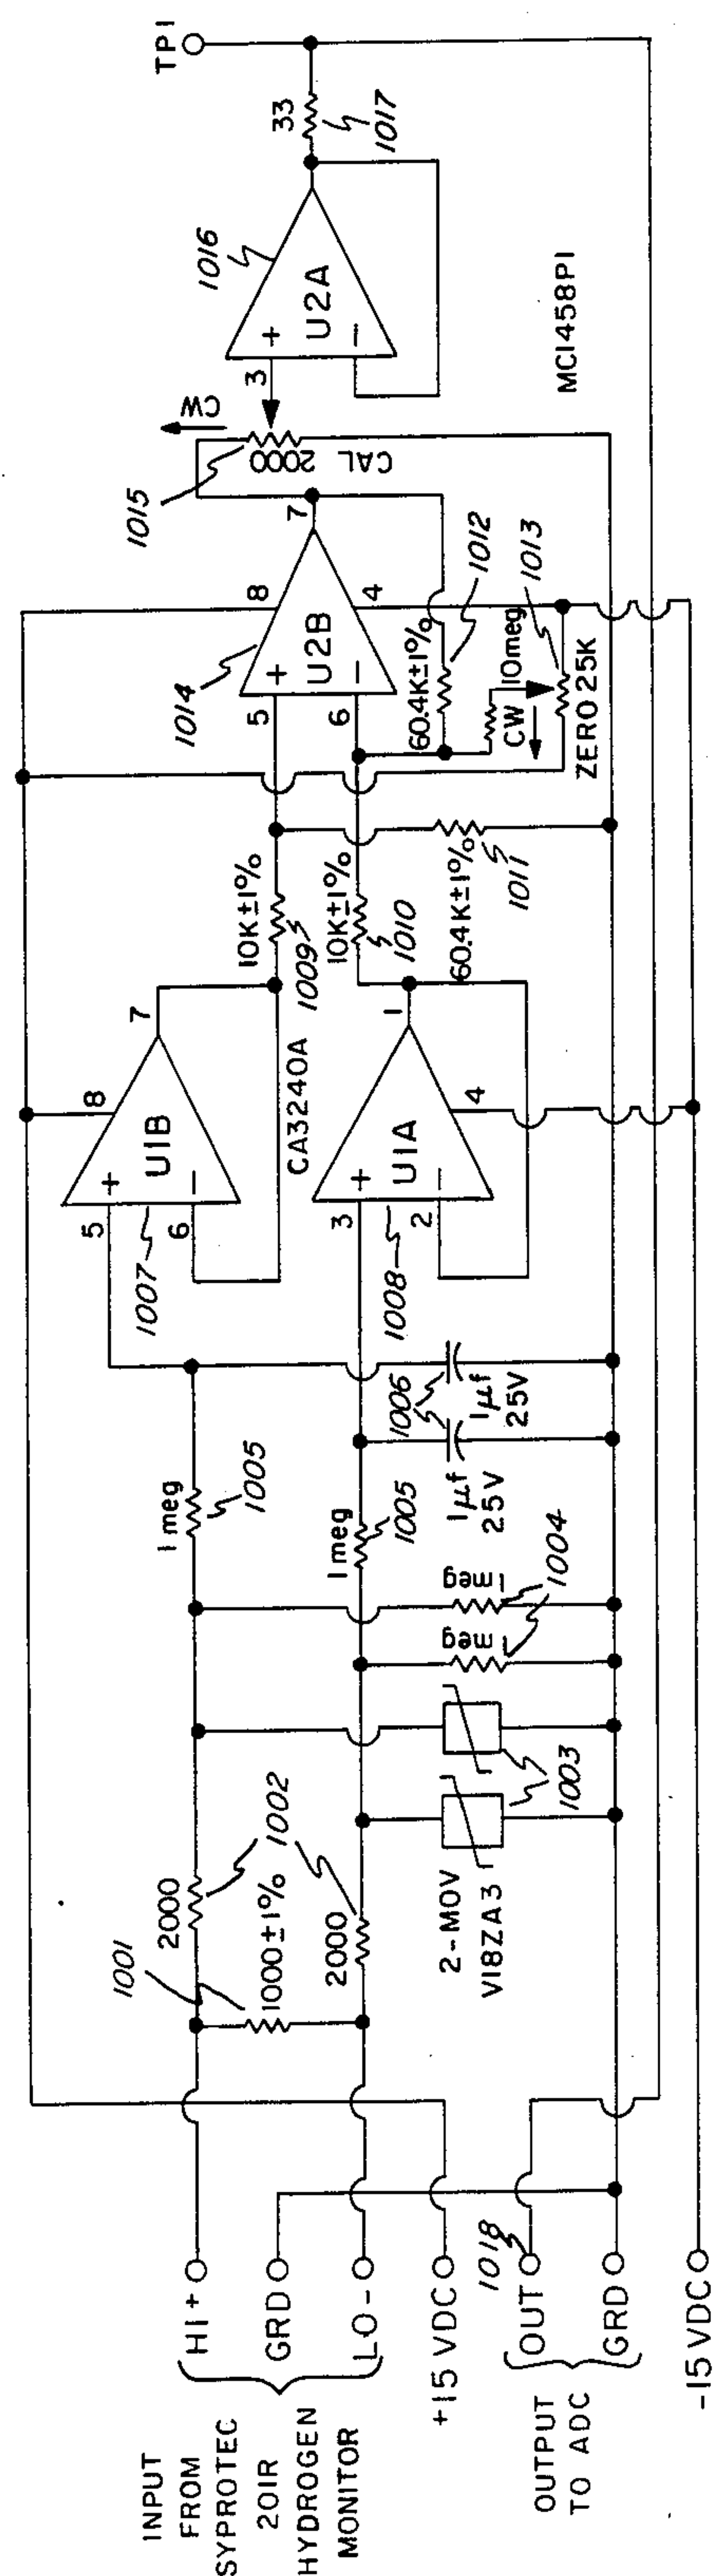 INPUT
FROM
SYPROTEC
201R
HYDROGEN
MONITOR
HI +
GRD
LO -
+15 VDC
OUTPUT
TO ADC
1018
OUT
GRD
-15 VDC
1001
2000
1000±1%
2000
1002
2-MOV
V18ZA3
1003
1 meg
1 meg
1004
1 meg
1005
1 meg
1005
1006
1µf
25V
1µf
25V
1007
5
+
6
-
U1B
8
7
CA3240A
1008
3
+
2
-
U1A
4
1
10K±1%
1009
10K±1%
1010
60.4K±1%
1011
1014
5
+
6
-
U2B
8
4
7
60.4K±1%
1012
10meg
CW
1013
ZERO 25K
1015
CAL
2000
CW
3
+
-
U2A
1016
33
1017
TP1
MC1458P1